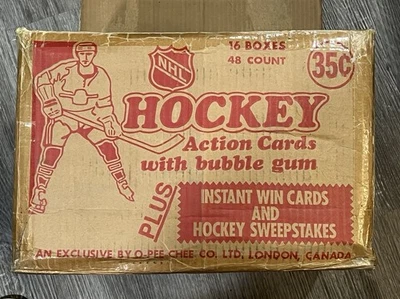 16 BOXES
48 COUNT
35¢
NHL
HOCKEY
Action Cards
with bubble gum
PLUS
INSTANT WIN CARDS
AND
HOCKEY SWEEPSTAKES
AN EXCLUSIVE BY O-PEE-CHEE CO. LTD., LONDON, CANADA